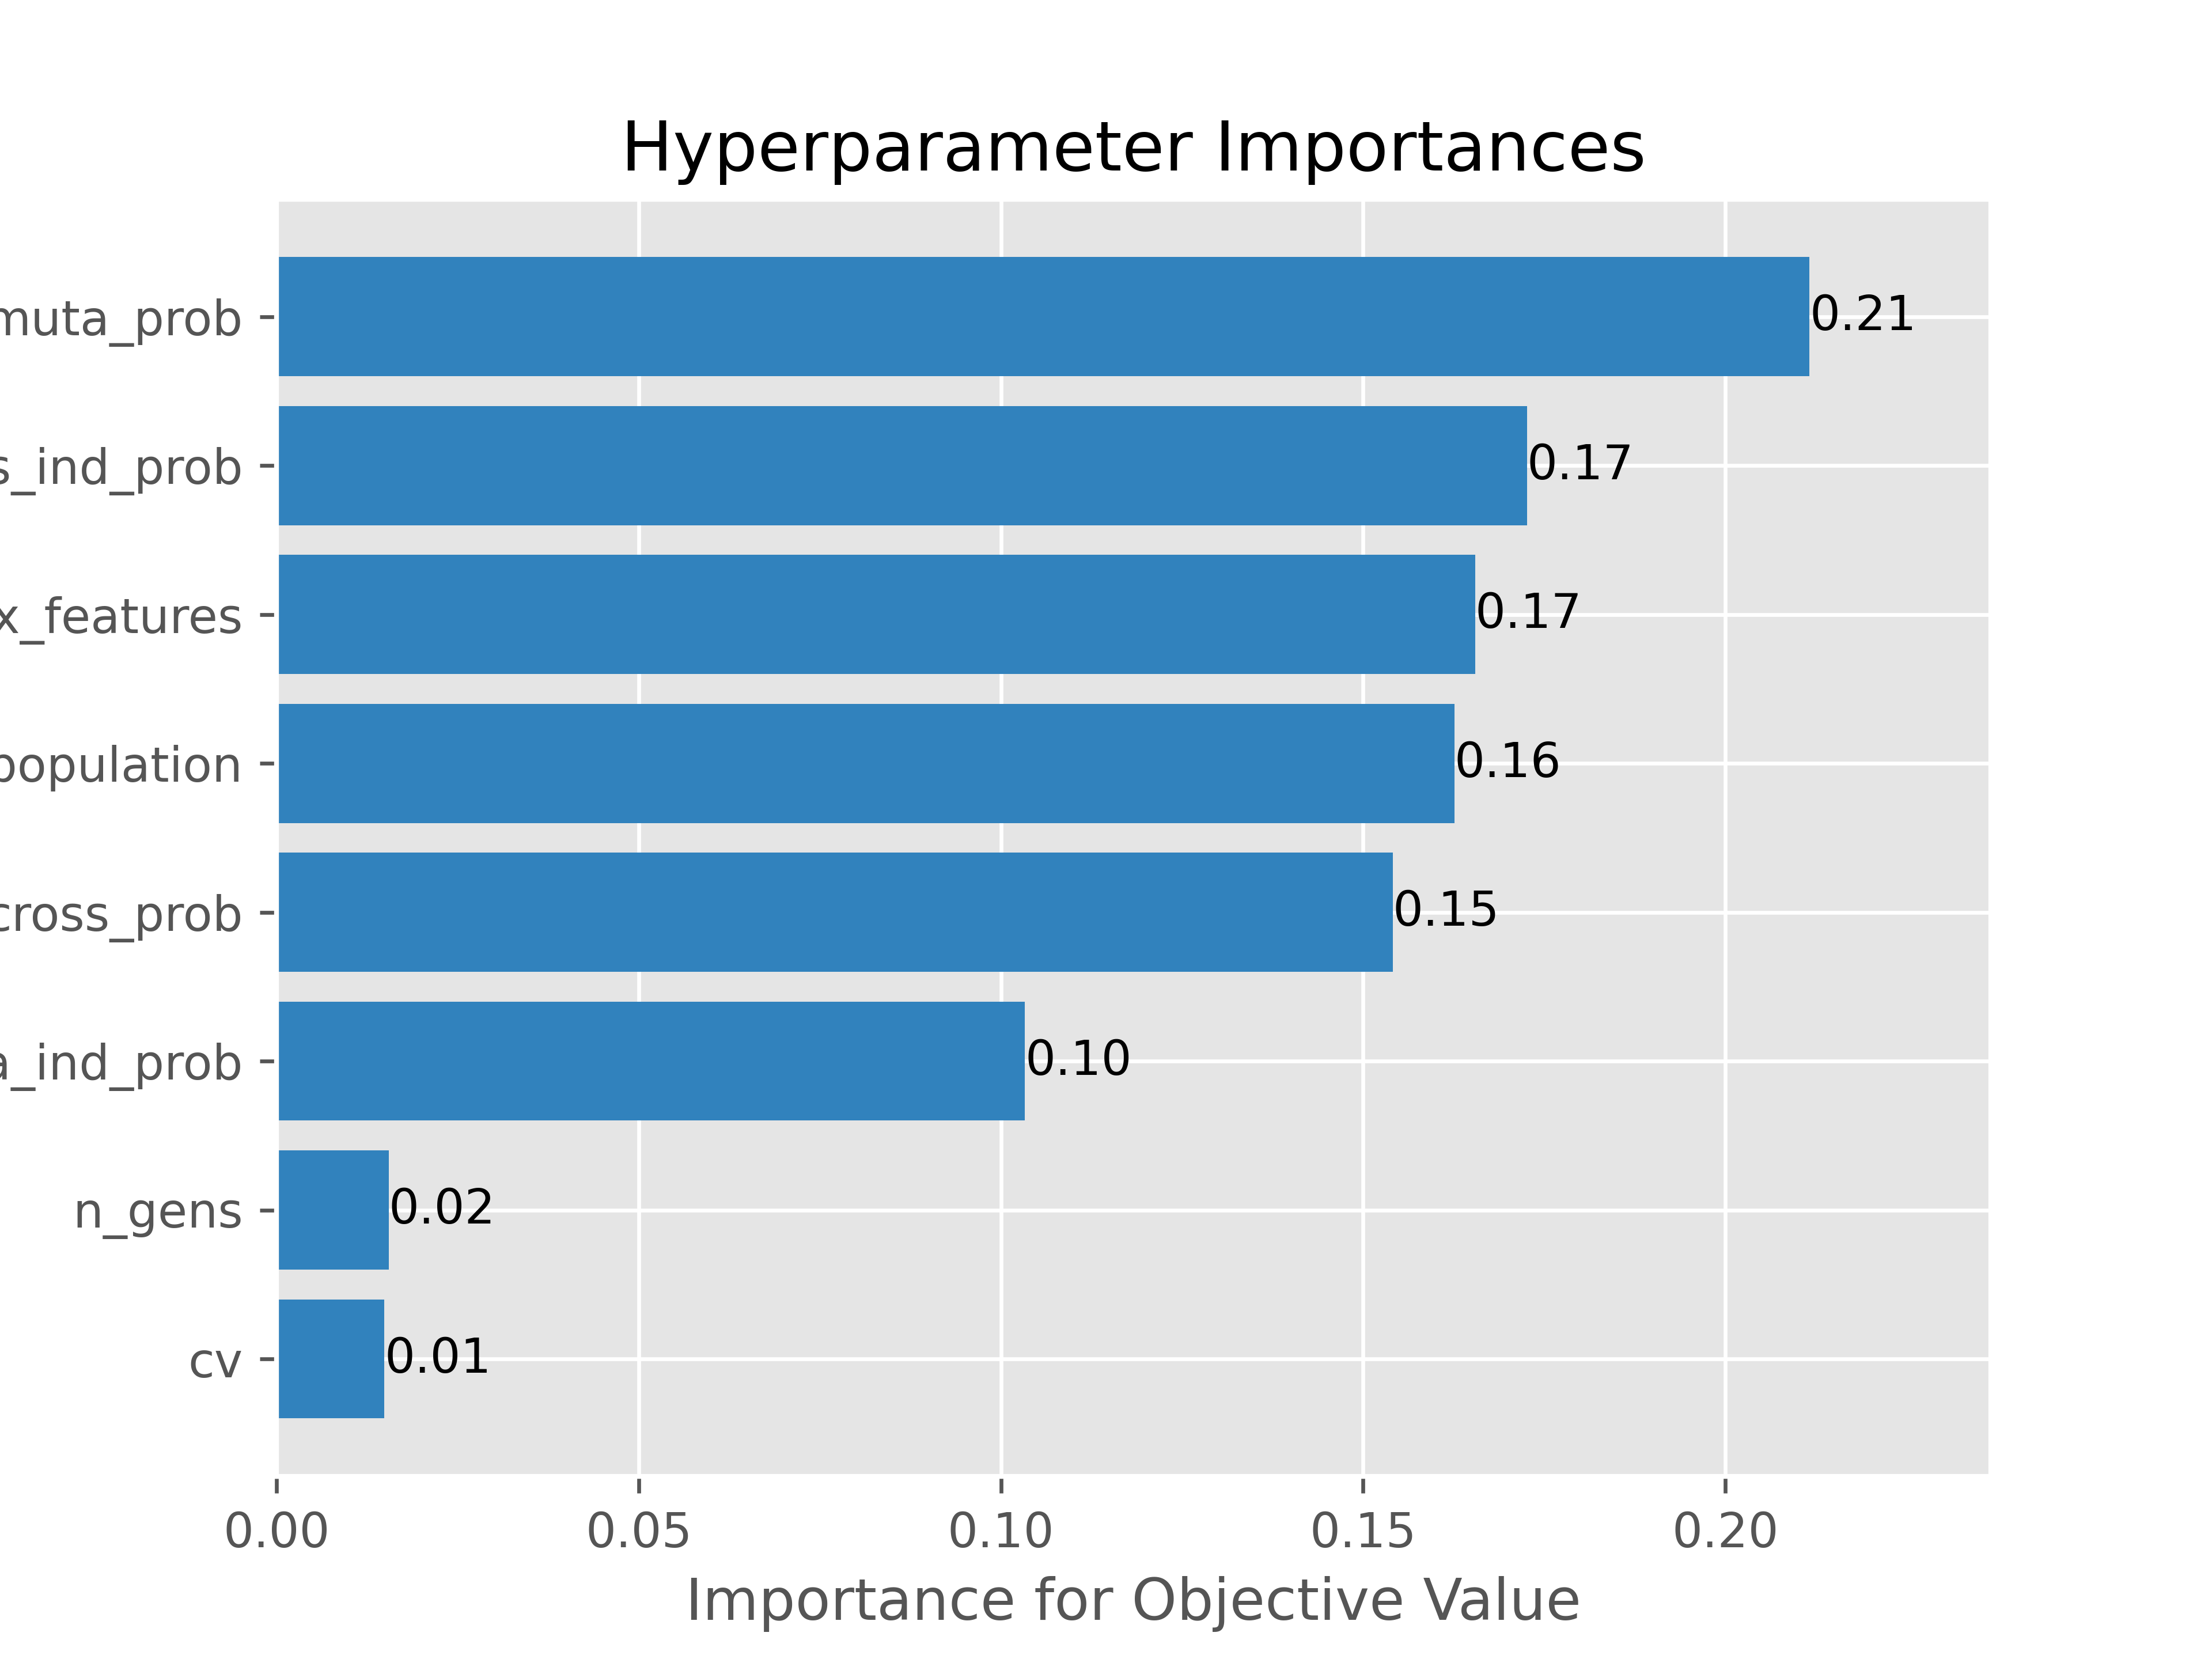 Hyperparameter Importances
muta_prob 0.21
s_ind_prob 0.17
x_features 0.17
population 0.16
cross_prob 0.15
a_ind_prob 0.10
n_gens 0.02
cv 0.01
0.00 0.05 0.10 0.15 0.20
Importance for Objective Value